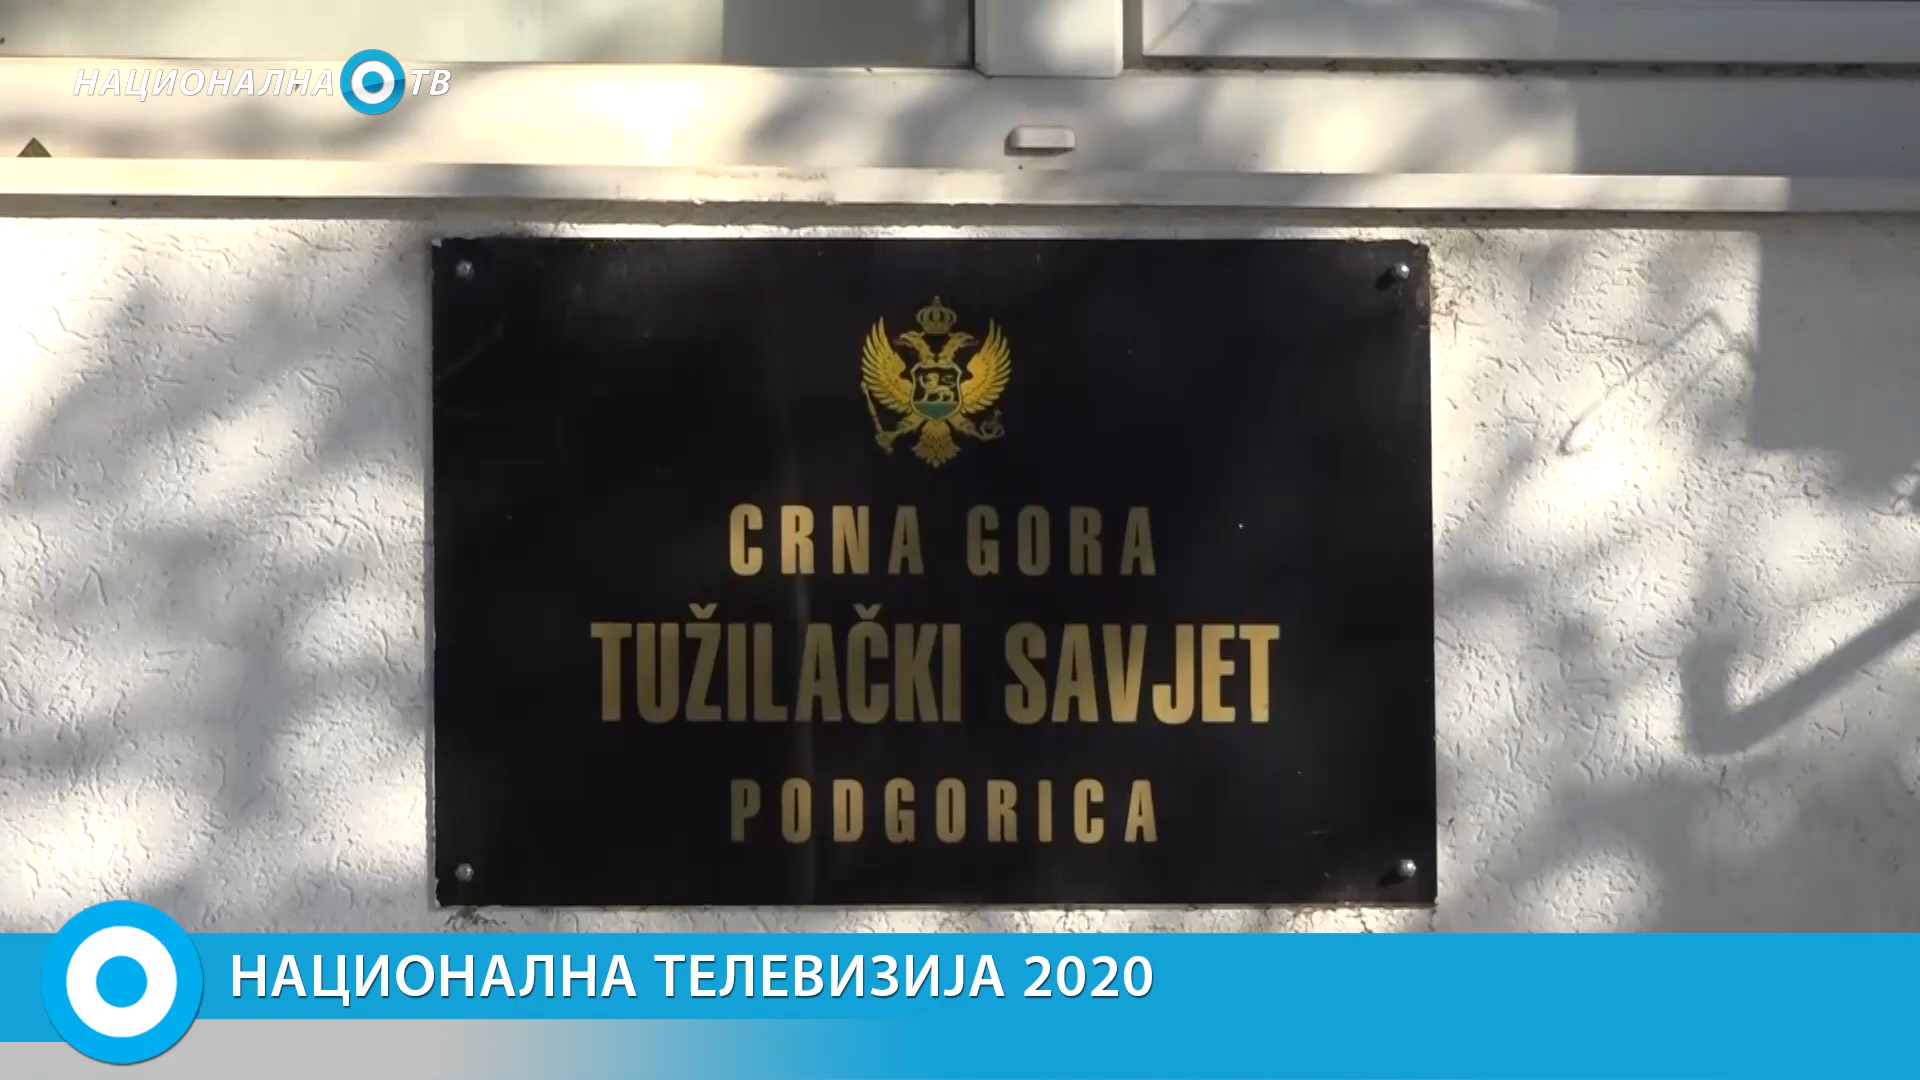 НАЦИОНАЛНА ТВ
CRNA GORA
TUŽILAČKI SAVJET
PODGORICA
НАЦИОНАЛНА ТЕЛЕВИЗИЈА 2020